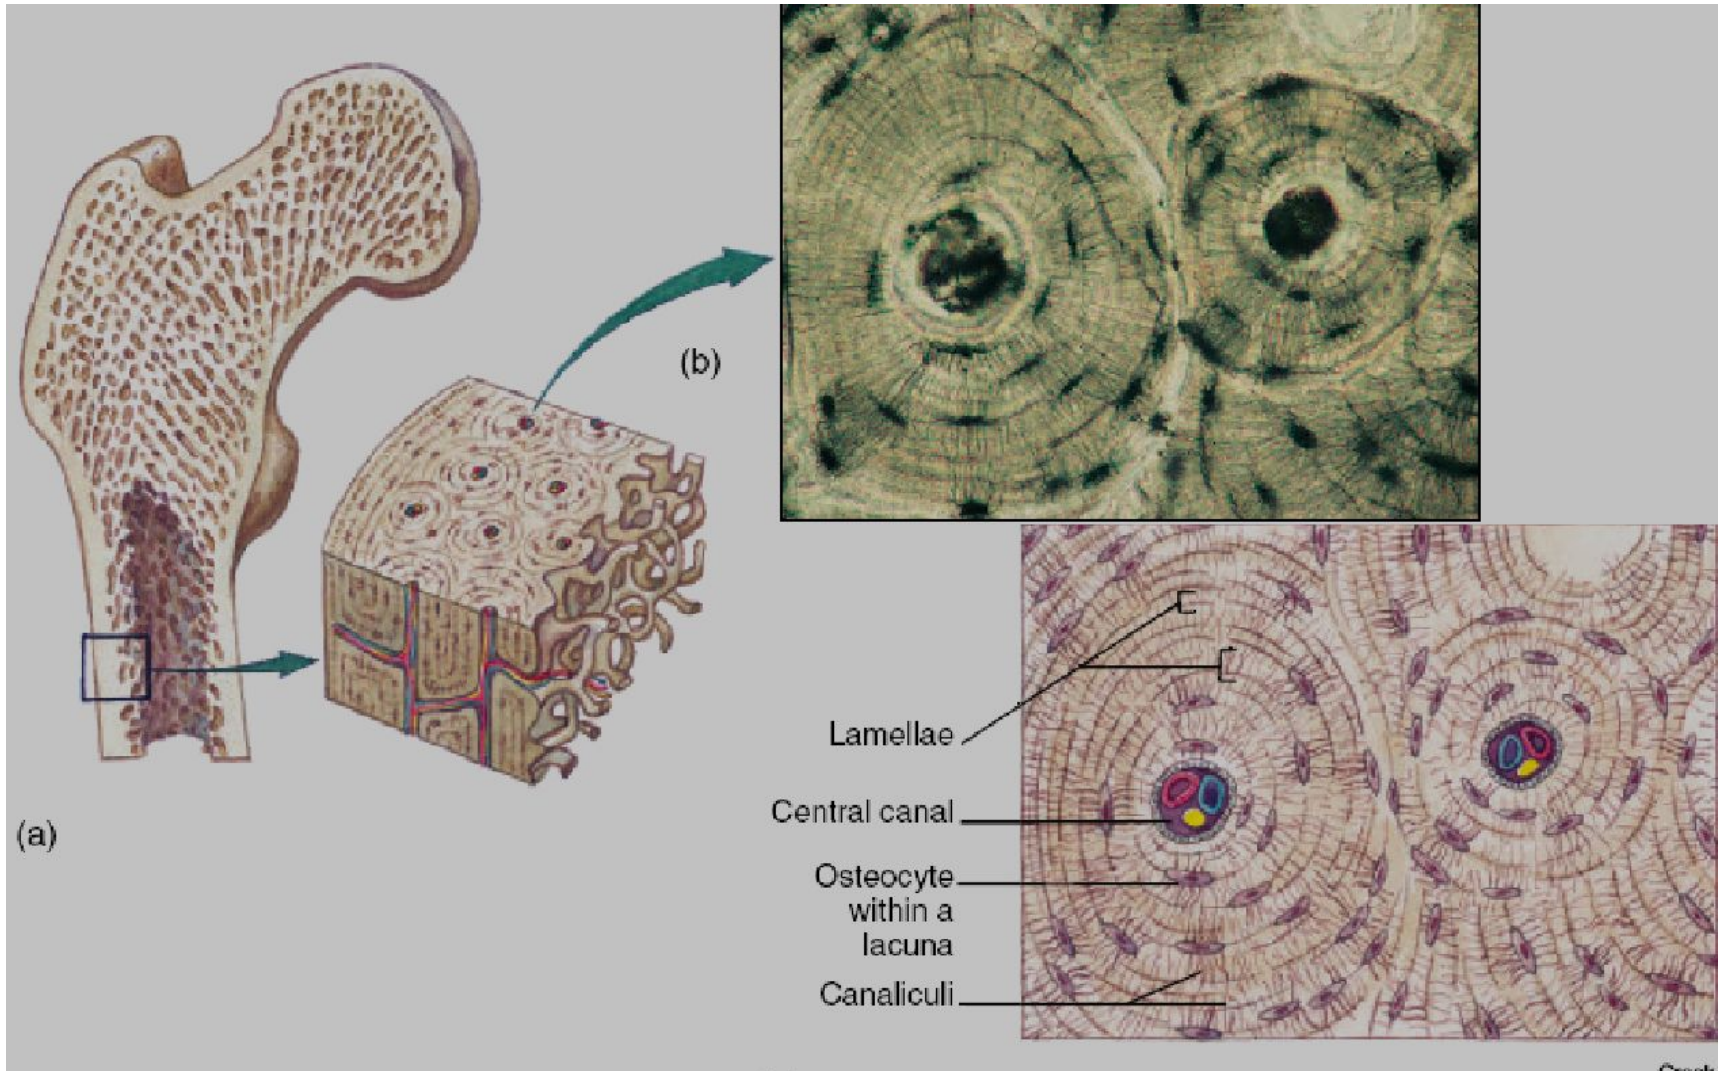 (b)
(a)
Lamellae
Central canal
Osteocyte
within a
lacuna
Canaliculi